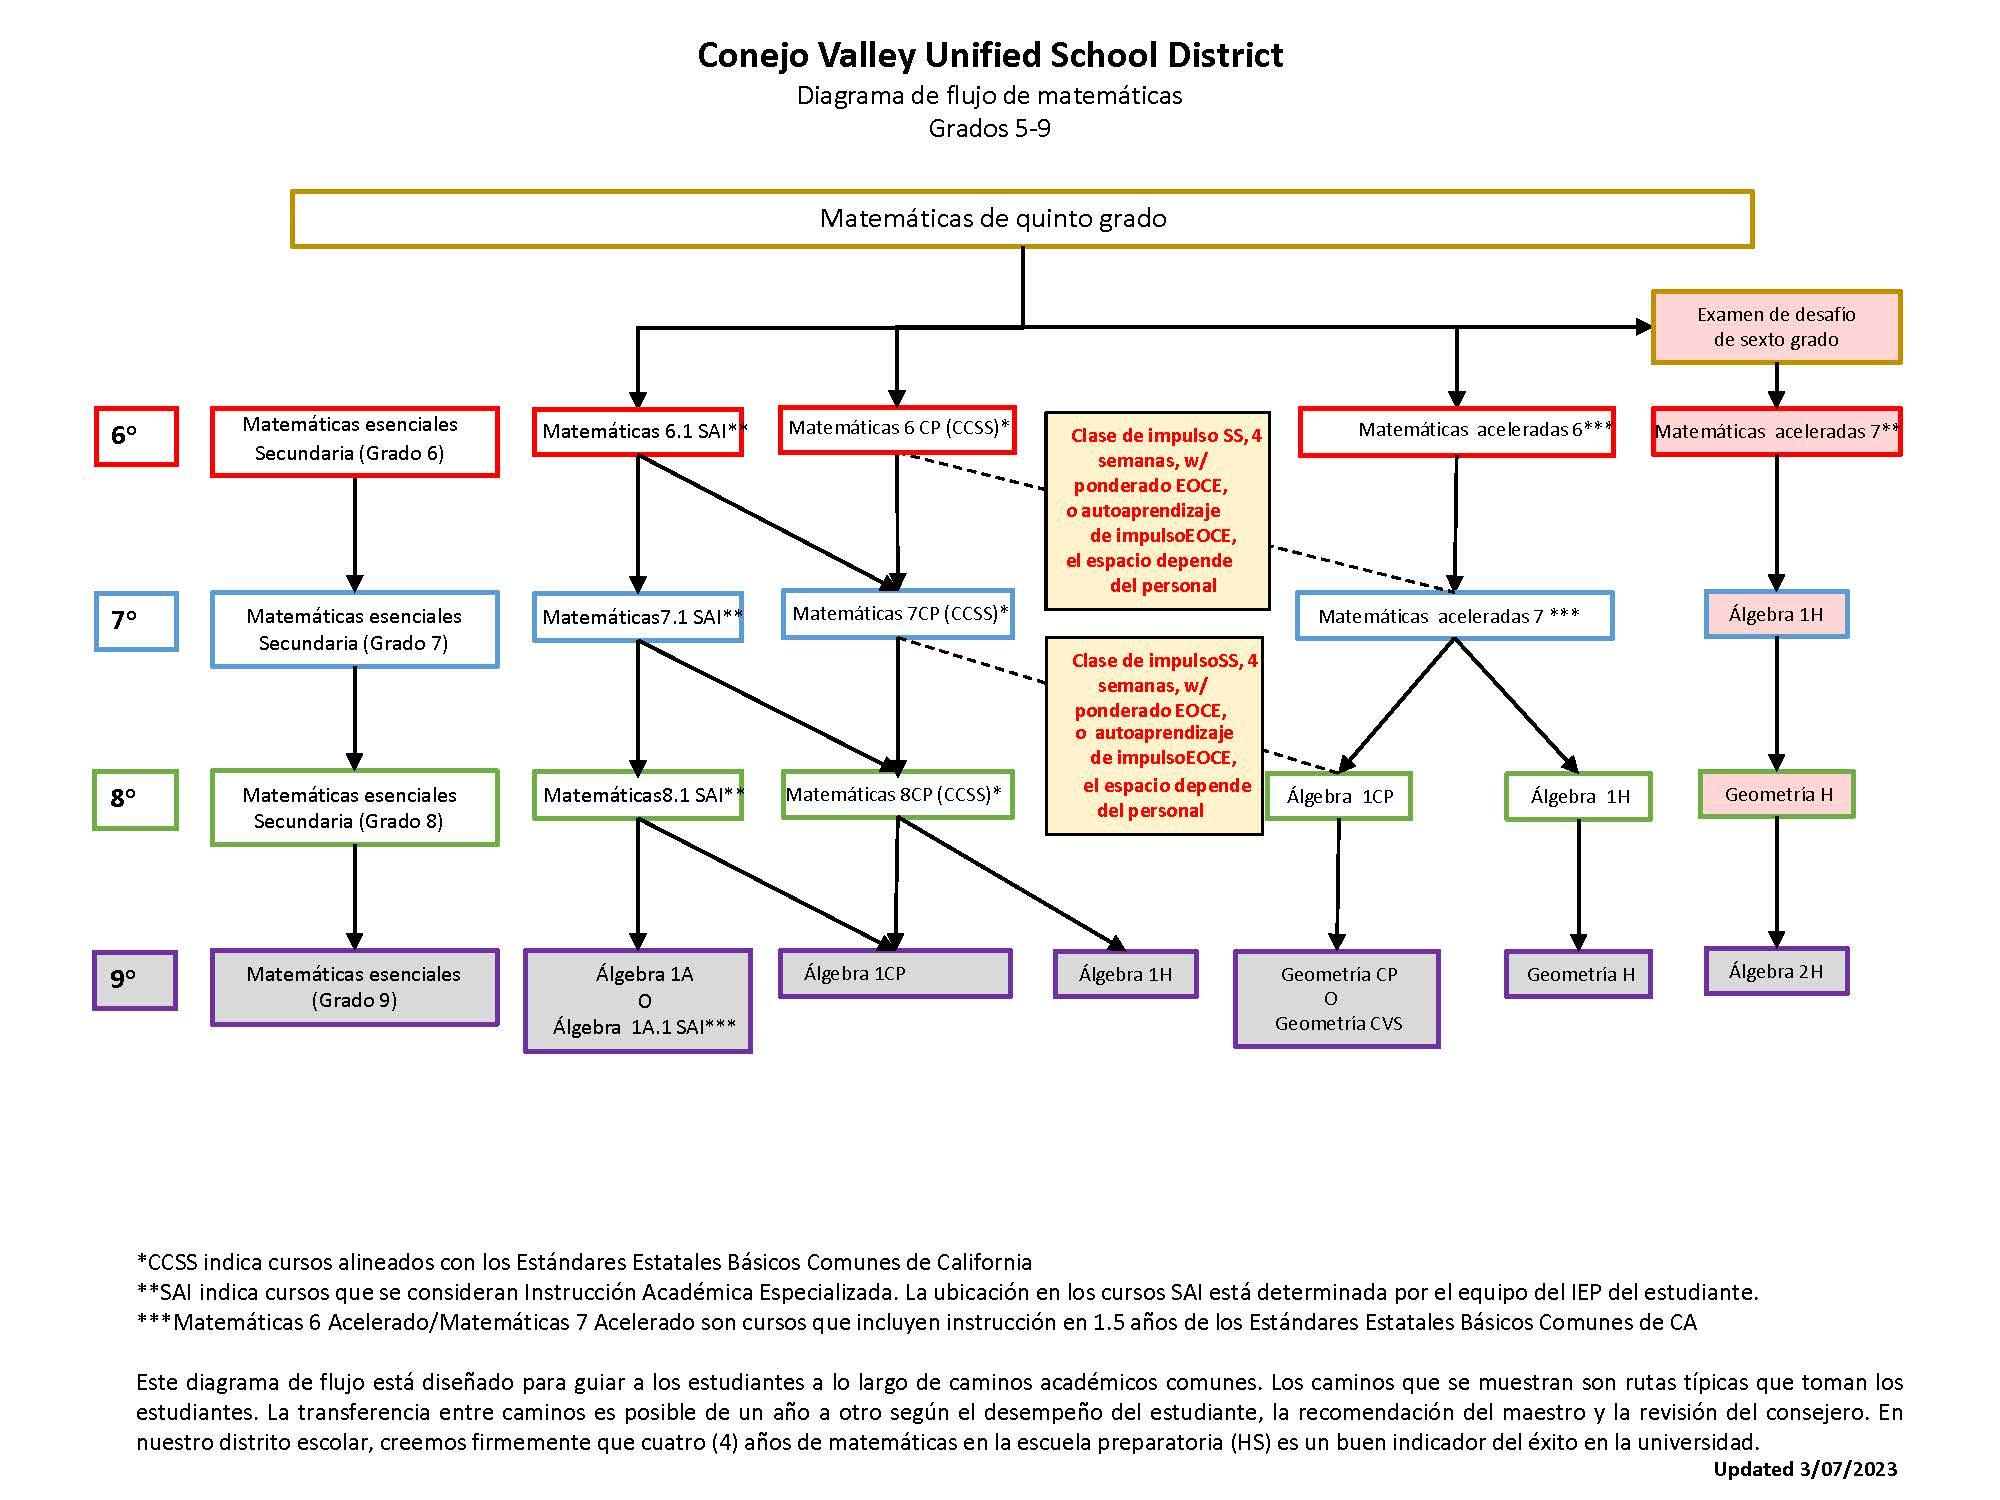 Conejo Valley Unified School District
Diagrama de flujo de matemáticas
Grados 5-9
Matemáticas de quinto grado
Examen de desafío
de sexto grado
6º
Matemáticas esenciales
Secundaria (Grado 6)
Matemáticas 6.1 SAI**
Matemáticas 6 CP (CCSS)*
Clase de impulso SS, 4
semanas, w/
ponderado EOCE,
o autoaprendizaje
de impulsoEOCE,
el espacio depende
del personal
Matemáticas aceleradas 6***
Matemáticas aceleradas 7**
7º
Matemáticas esenciales
Secundaria (Grado 7)
Matemáticas7.1 SAI**
Matemáticas 7CP (CCSS)*
Clase de impulsoSS, 4
semanas, w/
ponderado EOCE,
o autoaprendizaje
de impulsoEOCE,
el espacio depende
del personal
Matemáticas aceleradas 7 ***
Álgebra 1H
8º
Matemáticas esenciales
Secundaria (Grado 8)
Matemáticas8.1 SAI**
Matemáticas 8CP (CCSS)*
Álgebra 1CP
Álgebra 1H
Geometría H
9º
Matemáticas esenciales
(Grado 9)
Álgebra 1A
O
Álgebra 1A.1 SAI***
Álgebra 1CP
Álgebra 1H
Geometría CP
O
Geometría CVS
Geometría H
Álgebra 2H
*CCSS indica cursos alineados con los Estándares Estatales Básicos Comunes de California
**SAI indica cursos que se consideran Instrucción Académica Especializada. La ubicación en los cursos SAI está determinada por el equipo del IEP del estudiante.
***Matemáticas 6 Acelerado/Matemáticas 7 Acelerado son cursos que incluyen instrucción en 1.5 años de los Estándares Estatales Básicos Comunes de CA
Este diagrama de flujo está diseñado para guiar a los estudiantes a lo largo de caminos académicos comunes. Los caminos que se muestran son rutas típicas que toman los
estudiantes. La transferencia entre caminos es posible de un año a otro según el desempeño del estudiante, la recomendación del maestro y la revisión del consejero. En
nuestro distrito escolar, creemos firmemente que cuatro (4) años de matemáticas en la escuela preparatoria (HS) es un buen indicador del éxito en la universidad.
Updated 3/07/2023